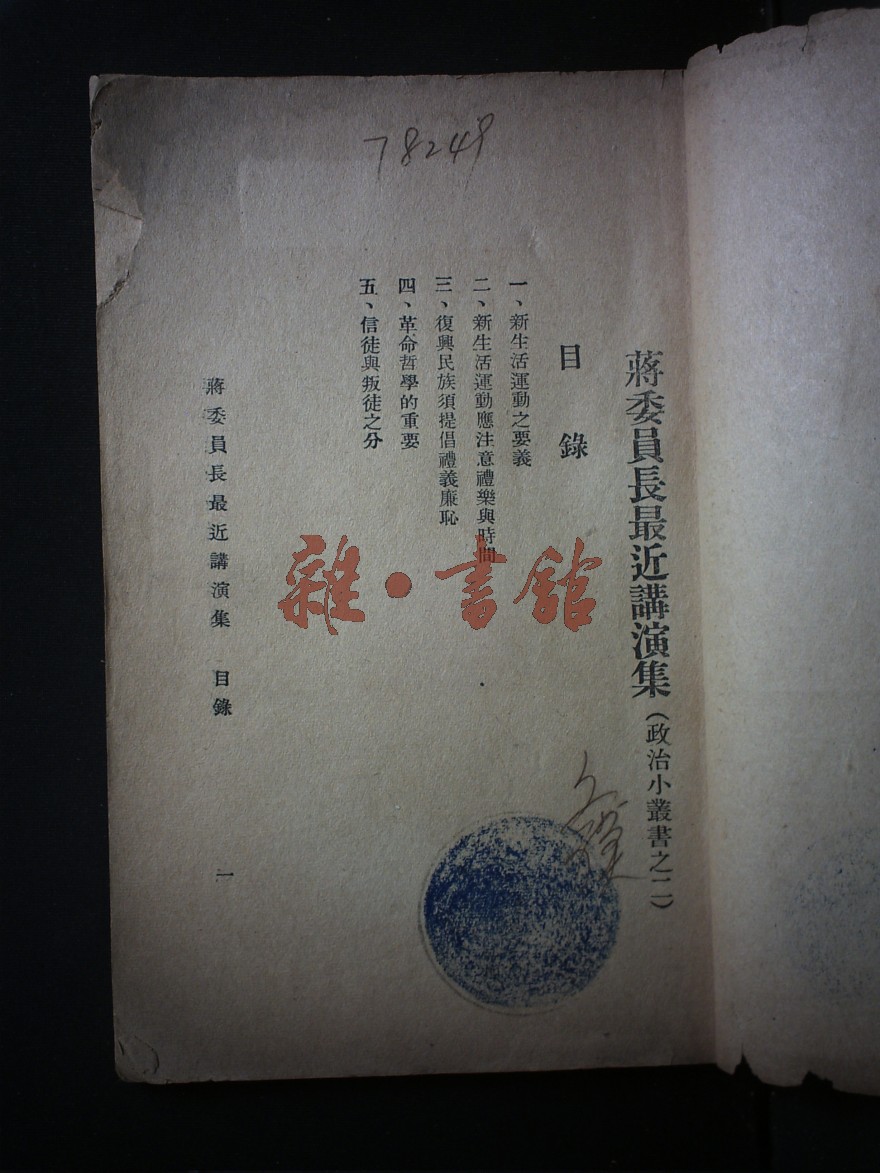 78249
蔣委員長最近講演集(政治小叢書之二)
目錄
一、新生活運動之要義
二、新生活運動應注意禮樂與時間
三、復興民族須提倡禮義廉恥
四、革命哲學的重要
五、信徒與叛徒之分
蔣委員長最近講演集 目錄
一
雜·書館